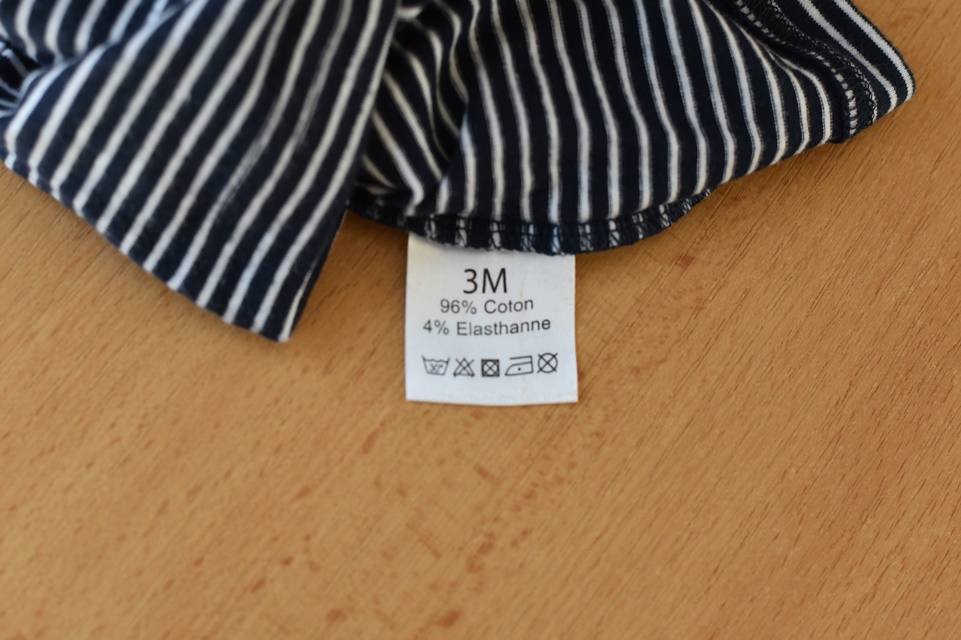 3M
96% Coton
4% Elasthanne